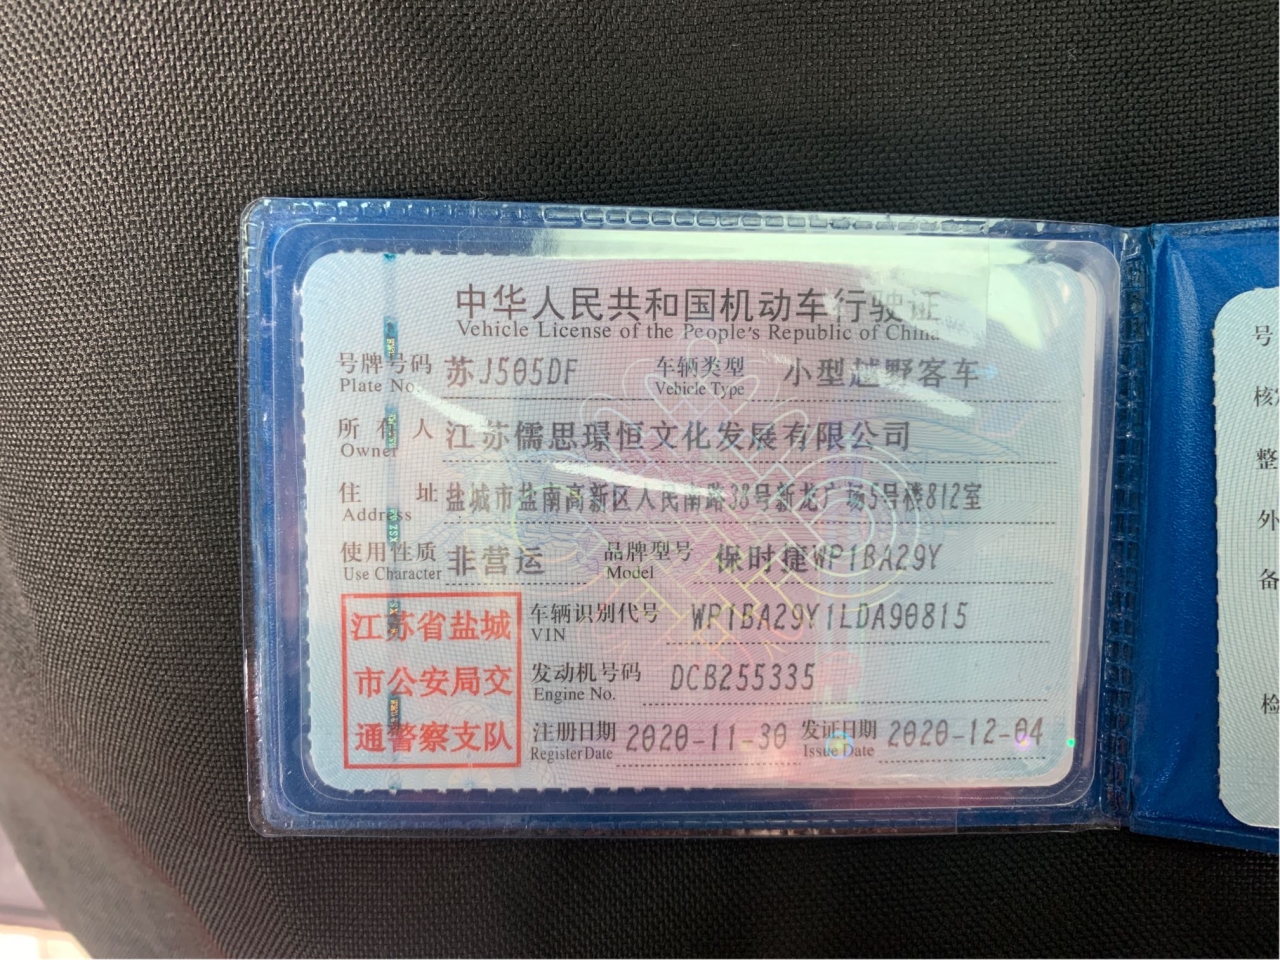 中华人民共和国机动车行驶证
Vehicle License of the People's Republic of China
号牌号码 苏J505DF 车辆类型 小型越野客车
Plate No. Vehicle Type
所有人 江苏儒思璟恒文化发展有限公司
Owner
住址 盐城市盐南高新区人民南路38号新龙广场5号楼812室
Address
使用性质 非营运 品牌型号 保时捷WP1BA29Y
Use Character Model
江苏省盐城
市公安局交
通警察支队
车辆识别代号 WP1BA29Y1LDA90815
VIN
发动机号码 DCB255335
Engine No.
注册日期 2020-11-30 发证日期 2020-12-04
Register Date Issue Date
号
核
整
外
备
检